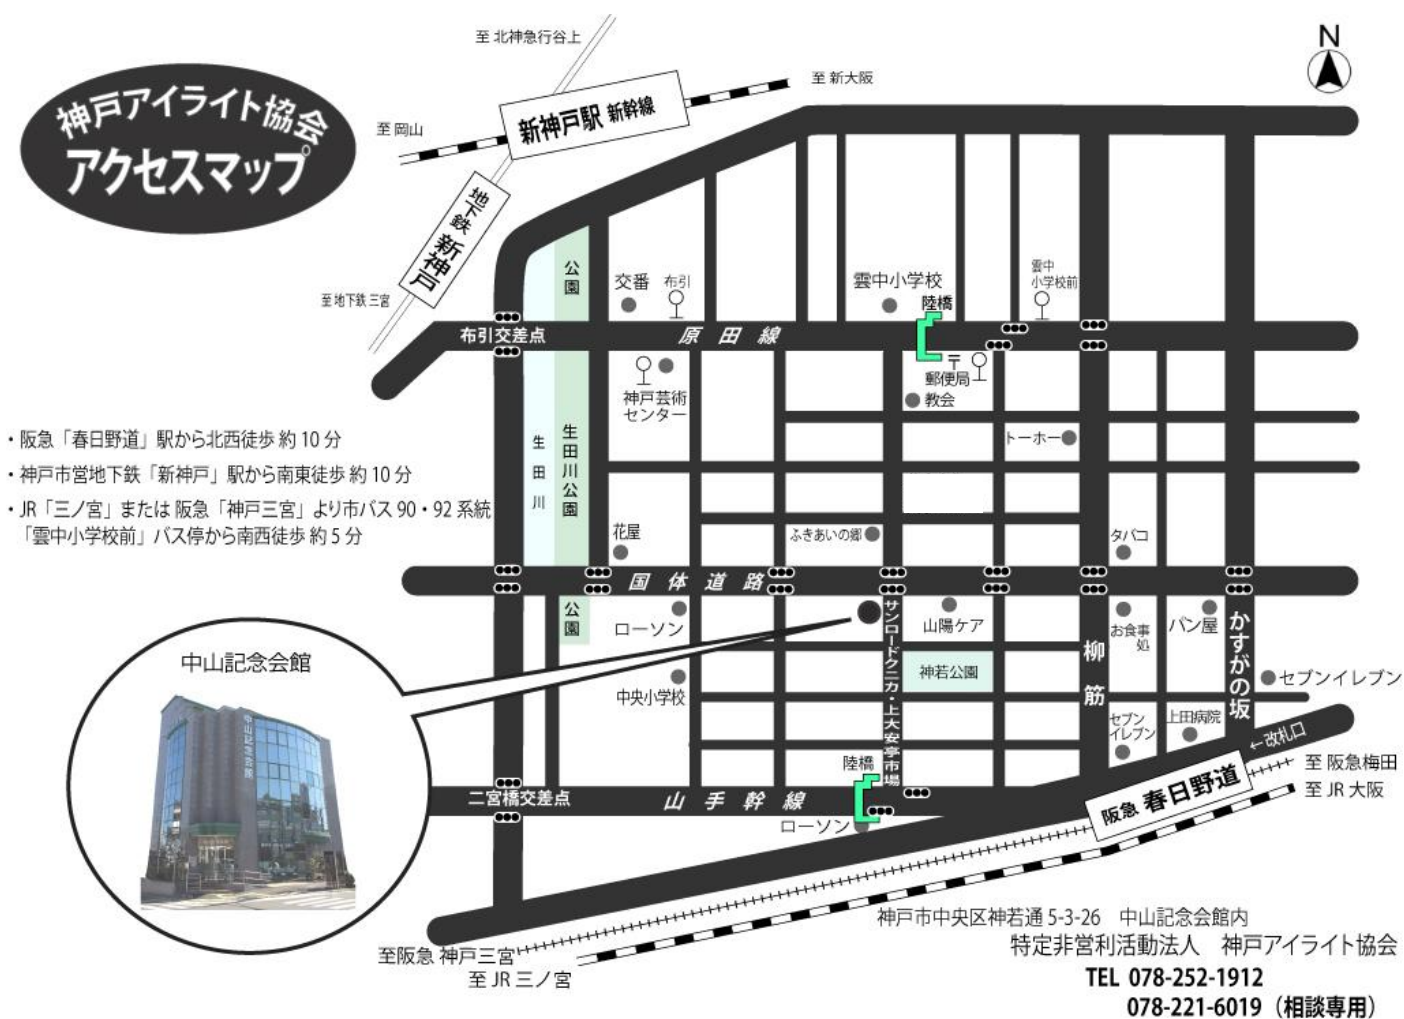 神戸アイライト協会
アクセスマップ
N
至 北神急行谷上
至 新大阪
新神戸駅 新幹線
至 岡山
地下鉄 新神戸
至 地下鉄 三宮
公園
交番
布引
雲中小学校
陸橋
雲中
小学校前
布引交差点
原田線
〒
郵便局
教会
神戸芸術
センター
トーホー
・阪急「春日野道」駅から北西徒歩 約 10 分
・神戸市営地下鉄「新神戸」駅から南東徒歩 約 10 分
・JR「三ノ宮」または 阪急「神戸三宮」より市バス 90・92 系統
「雲中小学校前」バス停から南西徒歩 約 5 分
生田川
生田川公園
花屋
ふきあいの郷
タバコ
国体道路
公園
ローソン
サンロードクニカ・上大安亭市場
山陽ケア
お食事
処
パン屋
かすがの坂
柳筋
神若公園
中央小学校
セブンイレブン
セブン
イレブン
上田病院
中山記念会館
中山記念会館
陸橋
←改札口
二宮橋交差点
山手幹線
ローソン
阪急 春日野道
至 阪急梅田
至 JR 大阪
至阪急 神戸三宮
至 JR 三ノ宮
神戸市中央区神若通 5-3-26　中山記念会館内
特定非営利活動法人　神戸アイライト協会
TEL 078-252-1912
078-221-6019（相談専用）